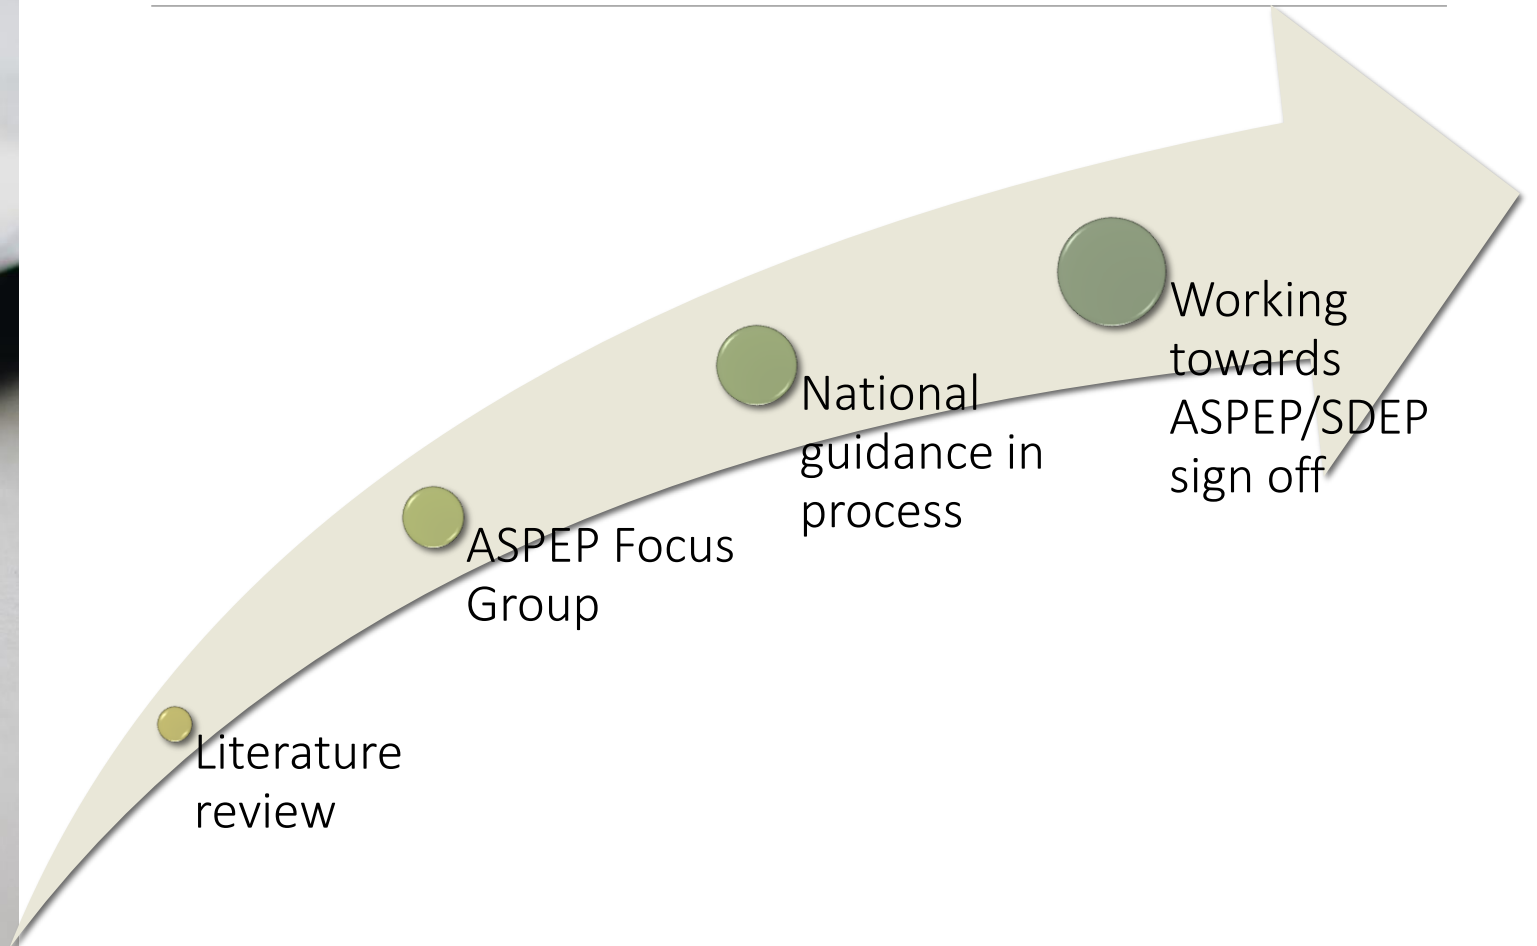 Working
towards
ASPEP/SDEP
sign off
National
guidance in
process
ASPEP Focus
Group
Literature
review